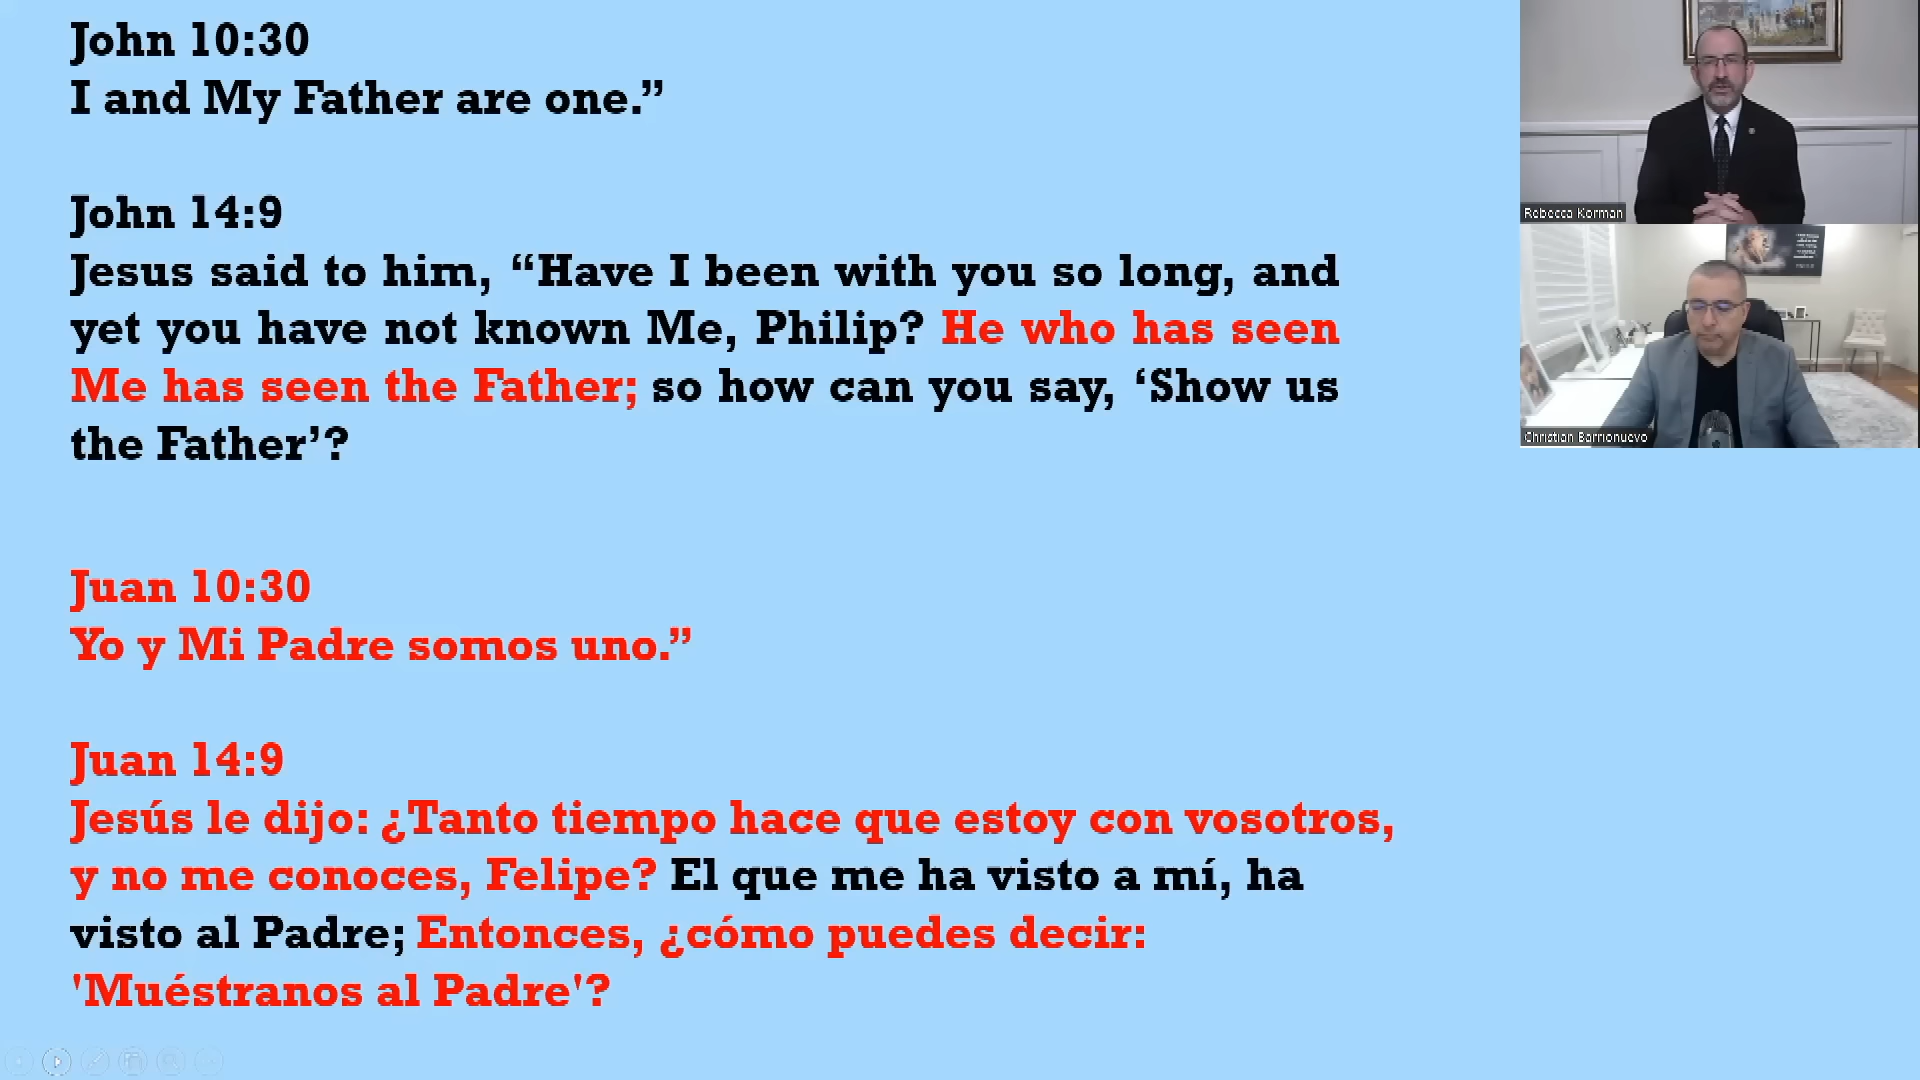 John 10:30
I and My Father are one.”
John 14:9
Jesus said to him, “Have I been with you so long, and
yet you have not known Me, Philip? He who has seen
Me has seen the Father; so how can you say, ‘Show us
the Father’?
Juan 10:30
Yo y Mi Padre somos uno.”
Juan 14:9
Jesús le dijo: ¿Tanto tiempo hace que estoy con vosotros,
y no me conoces, Felipe? El que me ha visto a mí, ha
visto al Padre; Entonces, ¿cómo puedes decir:
'Muéstranos al Padre'?
Rebecca Korman
Christian Barrionuevo